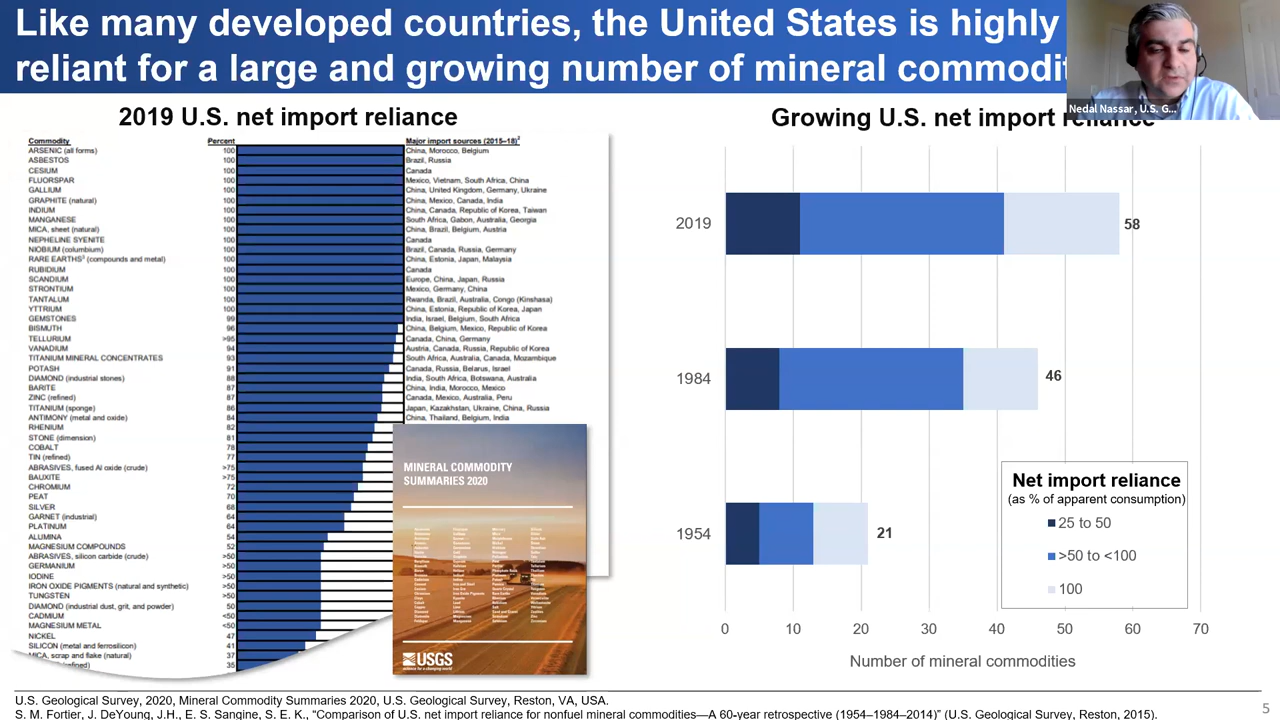 Like many developed countries, the United States is highly
reliant for a large and growing number of mineral commodit
Nedal Nassar, U.S. G...
2019 U.S. net import reliance
Commodity Percent Major import sources (2015–18)²
ARSENIC (all forms) 100 China, Morocco, Belgium
ASBESTOS 100 Brazil, Russia
CESIUM 100 Canada
FLUORSPAR 100 Mexico, Vietnam, South Africa, China
GALLIUM 100 China, United Kingdom, Germany, Ukraine
GRAPHITE (natural) 100 China, Mexico, Canada, India
INDIUM 100 China, Canada, Republic of Korea, Taiwan
MANGANESE 100 South Africa, Gabon, Australia, Georgia
MICA, sheet (natural) 100 China, Brazil, Belgium, Austria
NEPHELINE SYENITE 100 Canada
NIOBIUM (columbium) 100 Brazil, Canada, Russia, Germany
RARE EARTHS³ (compounds and metal) 100 China, Estonia, Japan, Malaysia
RUBIDIUM 100 Canada
SCANDIUM 100 Europe, China, Japan, Russia
STRONTIUM 100 Mexico, Germany, China
TANTALUM 100 Rwanda, Brazil, Australia, Congo (Kinshasa)
YTTRIUM 100 China, Estonia, Republic of Korea, Japan
GEMSTONES 99 India, Israel, Belgium, South Africa
BISMUTH 96 China, Belgium, Mexico, Republic of Korea
TELLURIUM >95 Canada, China, Germany
VANADIUM 94 Austria, Canada, Russia, Republic of Korea
TITANIUM MINERAL CONCENTRATES 93 South Africa, Australia, Canada, Mozambique
POTASH 91 Canada, Russia, Belarus, Israel
DIAMOND (industrial stones) 88 India, South Africa, Botswana, Australia
BARITE 87 China, India, Morocco, Mexico
ZINC (refined) 87 Canada, Mexico, Australia, Peru
TITANIUM (sponge) 86 Japan, Kazakhstan, Ukraine, China, Russia
ANTIMONY (metal and oxide) 84 China, Thailand, Belgium, India
RHENIUM 82
STONE (dimension) 81
COBALT 78
TIN (refined) 77
ABRASIVES, fused Al oxide (crude) >75
BAUXITE >75
CHROMIUM 72
PEAT 70
SILVER 68
GARNET (industrial) 64
PLATINUM 64
ALUMINA 54
MAGNESIUM COMPOUNDS 52
ABRASIVES, silicon carbide (crude) >50
GERMANIUM >50
IODINE >50
IRON OXIDE PIGMENTS (natural and synthetic) >50
TUNGSTEN >50
DIAMOND (industrial dust, grit, and powder) 50
CADMIUM <50
MAGNESIUM METAL <50
NICKEL 47
SILICON (metal and ferrosilicon) 41
MICA, scrap and flake (natural) 37
refined) 35
MINERAL COMMODITY
SUMMARIES 2020
USGS
science for a changing world
Growing U.S. net import reliance
2019 58
1984 46
1954 21
Net import reliance
(as % of apparent consumption)
25 to 50
>50 to <100
100
0 10 20 30 40 50 60 70
Number of mineral commodities
U.S. Geological Survey, 2020, Mineral Commodity Summaries 2020, U.S. Geological Survey, Reston, VA, USA.
S. M. Fortier, J. DeYoung, J.H., E. S. Sangine, S. E. K., “Comparison of U.S. net import reliance for nonfuel mineral commodities—A 60-year retrospective (1954–1984–2014)” (U.S. Geological Survey, Reston, 2015).
5